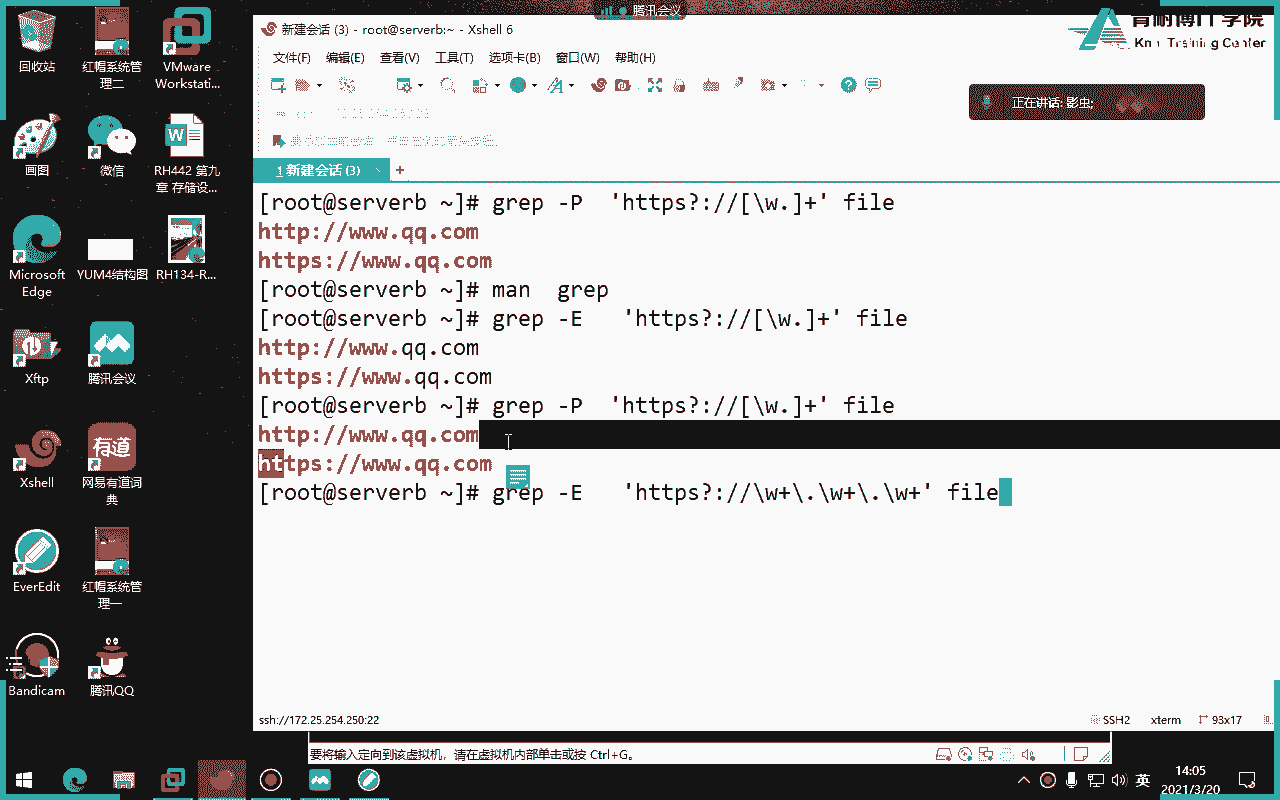 腾讯会议
新建会话 (3) - root@serverb:~ - Xshell 6
文件(F) 编辑(E) 查看(V) 工具(T) 选项卡(B) 窗口(W) 帮助(H)
Training Center
正在讲话: 影虫;
1 新建会话 (3)
+
[root@serverb ~]# grep -P  'https?://[\w.]+' file
http://www.qq.com
https://www.qq.com
[root@serverb ~]# man  grep
[root@serverb ~]# grep -E   'https?://[\w.]+' file
http://www.qq.com
https://www.qq.com
[root@serverb ~]# grep -P  'https?://[\w.]+' file
http://www.qq.com
https://www.qq.com
[root@serverb ~]# grep -E   'https?://\w+\.\w+\.\w+' file
ssh://172.25.254.250:22
SSH2 xterm 93x17
要将输入定向到该虚拟机，请在虚拟机内部单击或按 Ctrl+G。
回收站
红帽系统管
理二
VMware
Workstati...
画图
微信
RH442 第九
章 存储设...
Microsoft
Edge
YUM4结构图
RH134-R...
Xftp
腾讯会议
Xshell
有道
网易有道词
典
EverEdit
红帽系统管
理一
Bandicam
腾讯QQ
英
14:05
2021/3/20